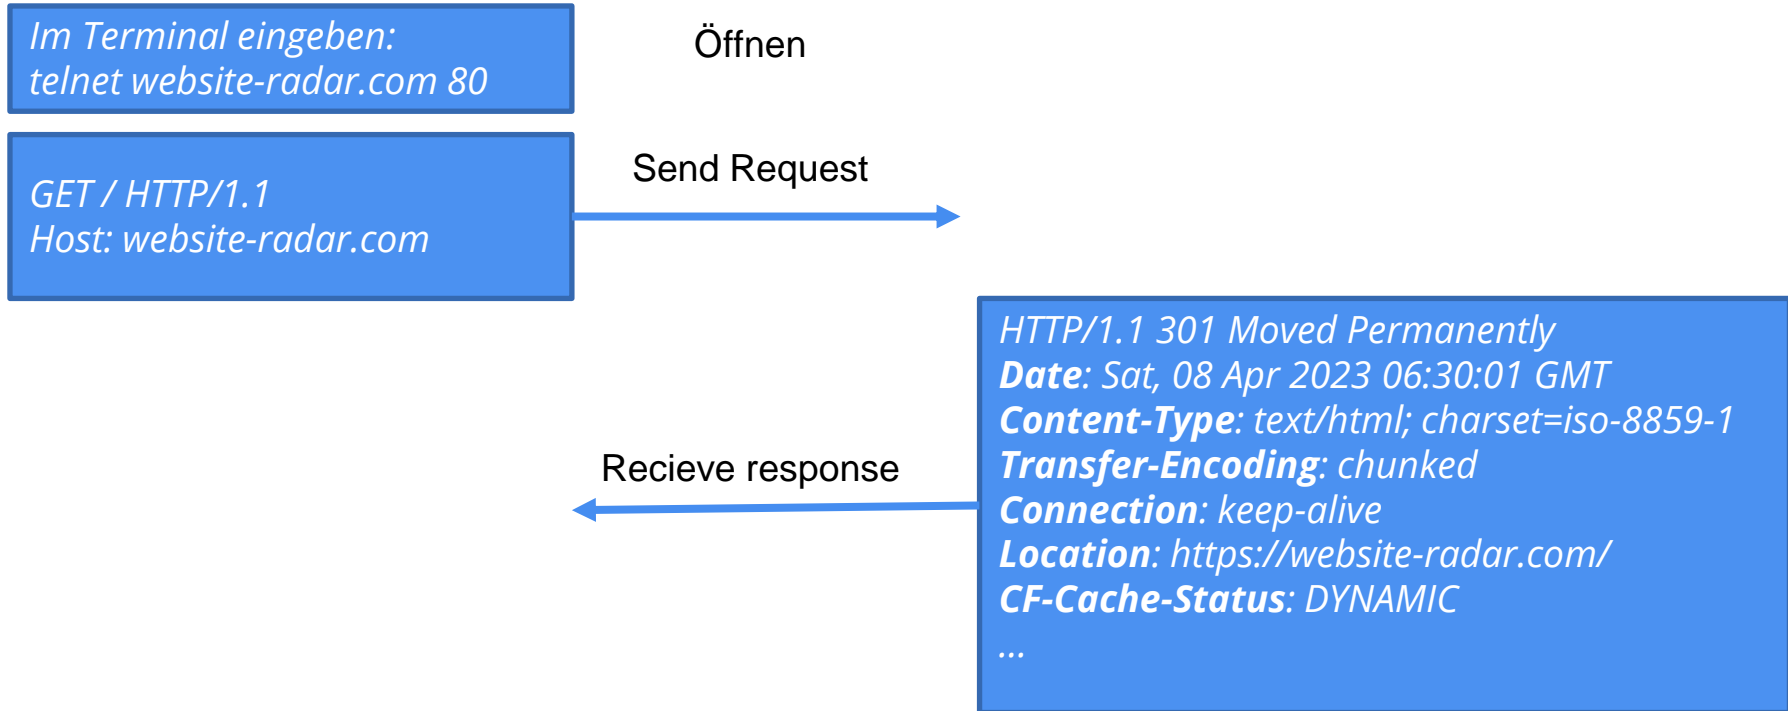 Im Terminal eingeben:
telnet website-radar.com 80
Öffnen
GET / HTTP/1.1
Host: website-radar.com
Send Request
HTTP/1.1 301 Moved Permanently
Date: Sat, 08 Apr 2023 06:30:01 GMT
Content-Type: text/html; charset=iso-8859-1
Transfer-Encoding: chunked
Connection: keep-alive
Location: https://website-radar.com/
CF-Cache-Status: DYNAMIC
...
Recieve response